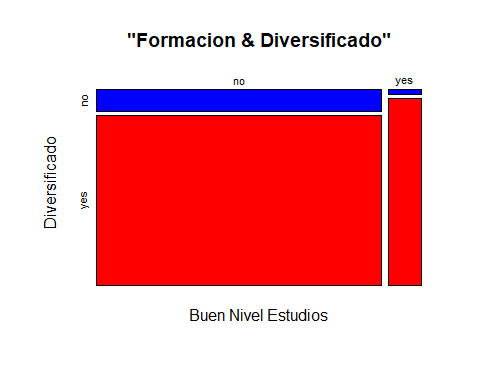 "Formacion & Diversificado"
no
yes
no
yes
Diversificado
Buen Nivel Estudios